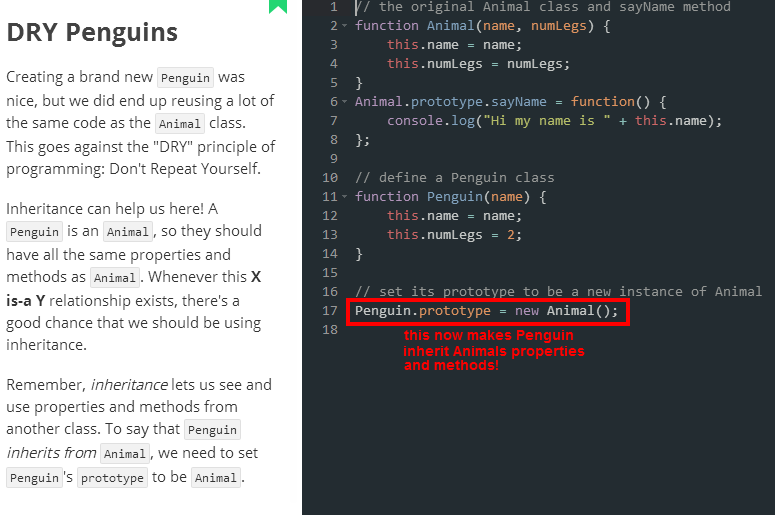 DRY Penguins
Creating a brand new Penguin was
nice, but we did end up reusing a lot of
the same code as the Animal class.
This goes against the "DRY" principle of
programming: Don't Repeat Yourself.
Inheritance can help us here! A
Penguin is an Animal, so they should
have all the same properties and
methods as Animal. Whenever this X
is-a Y relationship exists, there's a
good chance that we should be using
inheritance.
Remember, inheritance lets us see and
use properties and methods from
another class. To say that Penguin
inherits from Animal, we need to set
Penguin's prototype to be Animal.
1 // the original Animal class and sayName method
2 function Animal(name, numLegs) {
3     this.name = name;
4     this.numLegs = numLegs;
5 }
6 Animal.prototype.sayName = function() {
7     console.log("Hi my name is " + this.name);
8 };
9
10 // define a Penguin class
11 function Penguin(name) {
12     this.name = name;
13     this.numLegs = 2;
14 }
15
16 // set its prototype to be a new instance of Animal
17 Penguin.prototype = new Animal();
18
this now makes Penguin
inherit Animals properties
and methods!